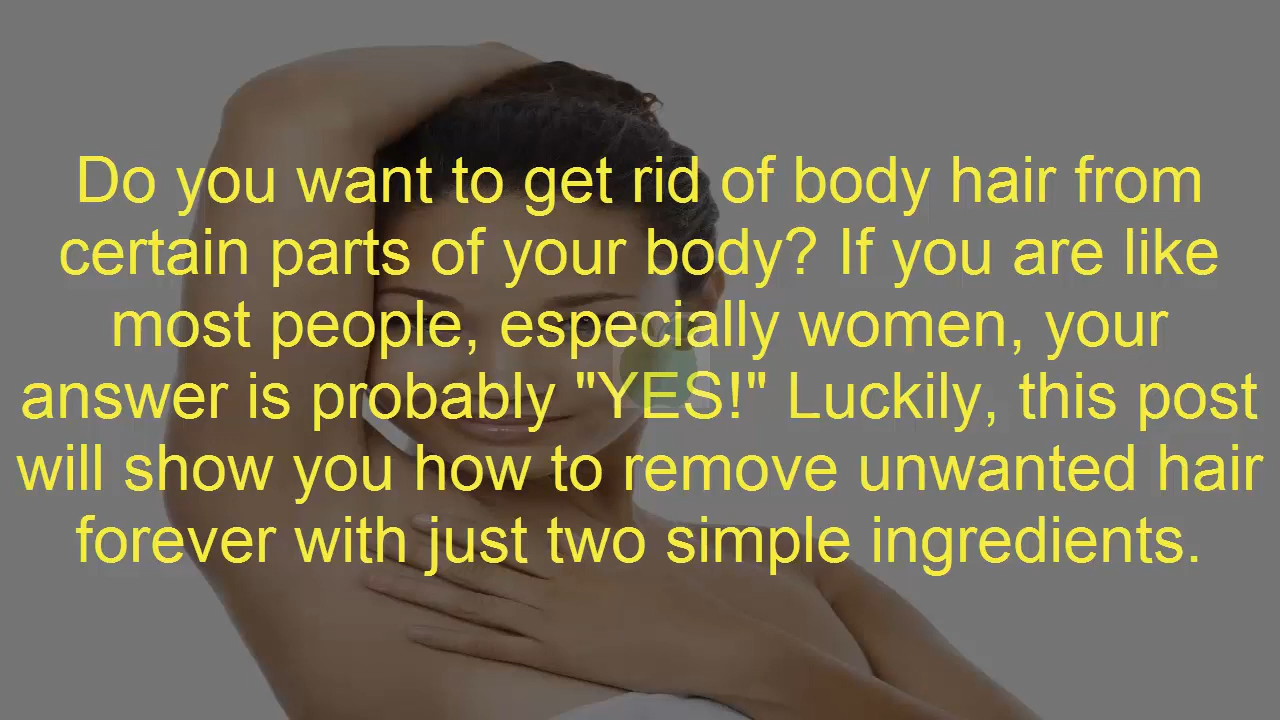 Do you want to get rid of body hair from
certain parts of your body? If you are like
most people, especially women, your
answer is probably "YES!" Luckily, this post
will show you how to remove unwanted hair
forever with just two simple ingredients.